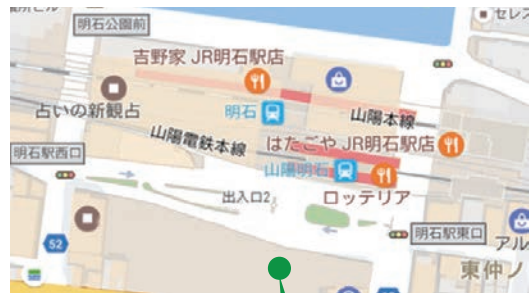 セレ
明石公園前
吉野家 JR明石駅店
占いの新観占
明石
山陽本線
山陽電鉄本線
はたごや JR明石駅店
明石駅西口
山陽明石
出入口2
ロッテリア
52
明石駅東口
アル
東仲ノ